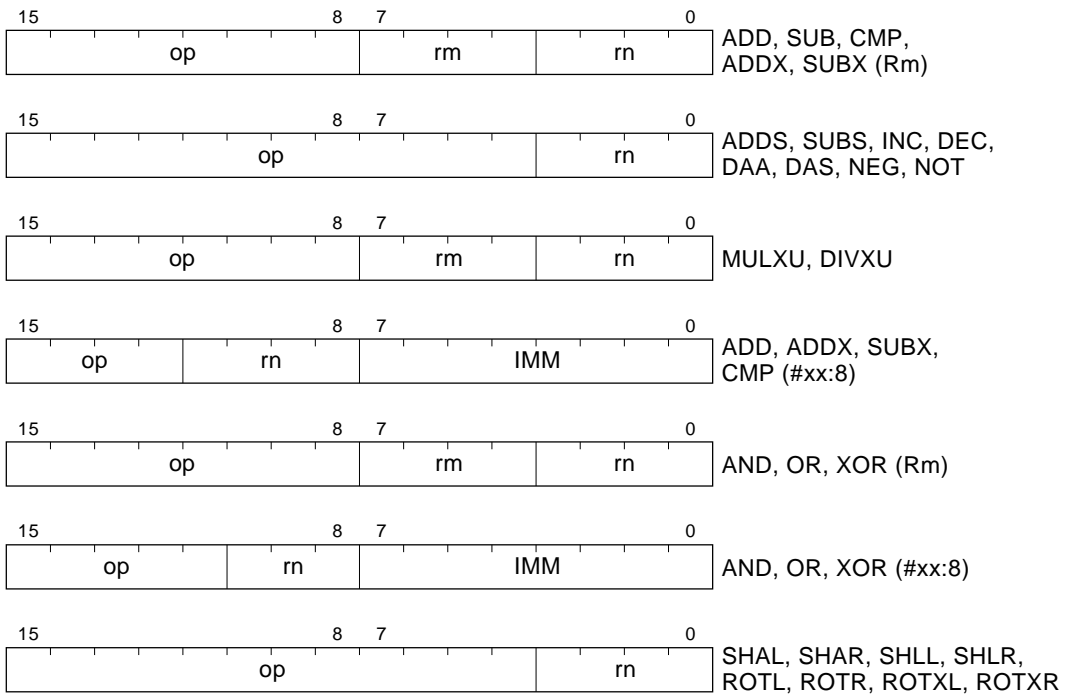 15 8 7 0
op rm rn
ADD, SUB, CMP,
ADDX, SUBX (Rm)
15 8 7 0
op rn
ADDS, SUBS, INC, DEC,
DAA, DAS, NEG, NOT
15 8 7 0
op rm rn
MULXU, DIVXU
15 8 7 0
op rn IMM
ADD, ADDX, SUBX,
CMP (#xx:8)
15 8 7 0
op rm rn
AND, OR, XOR (Rm)
15 8 7 0
op rn IMM
AND, OR, XOR (#xx:8)
15 8 7 0
op rn
SHAL, SHAR, SHLL, SHLR,
ROTL, ROTR, ROTXL, ROTXR